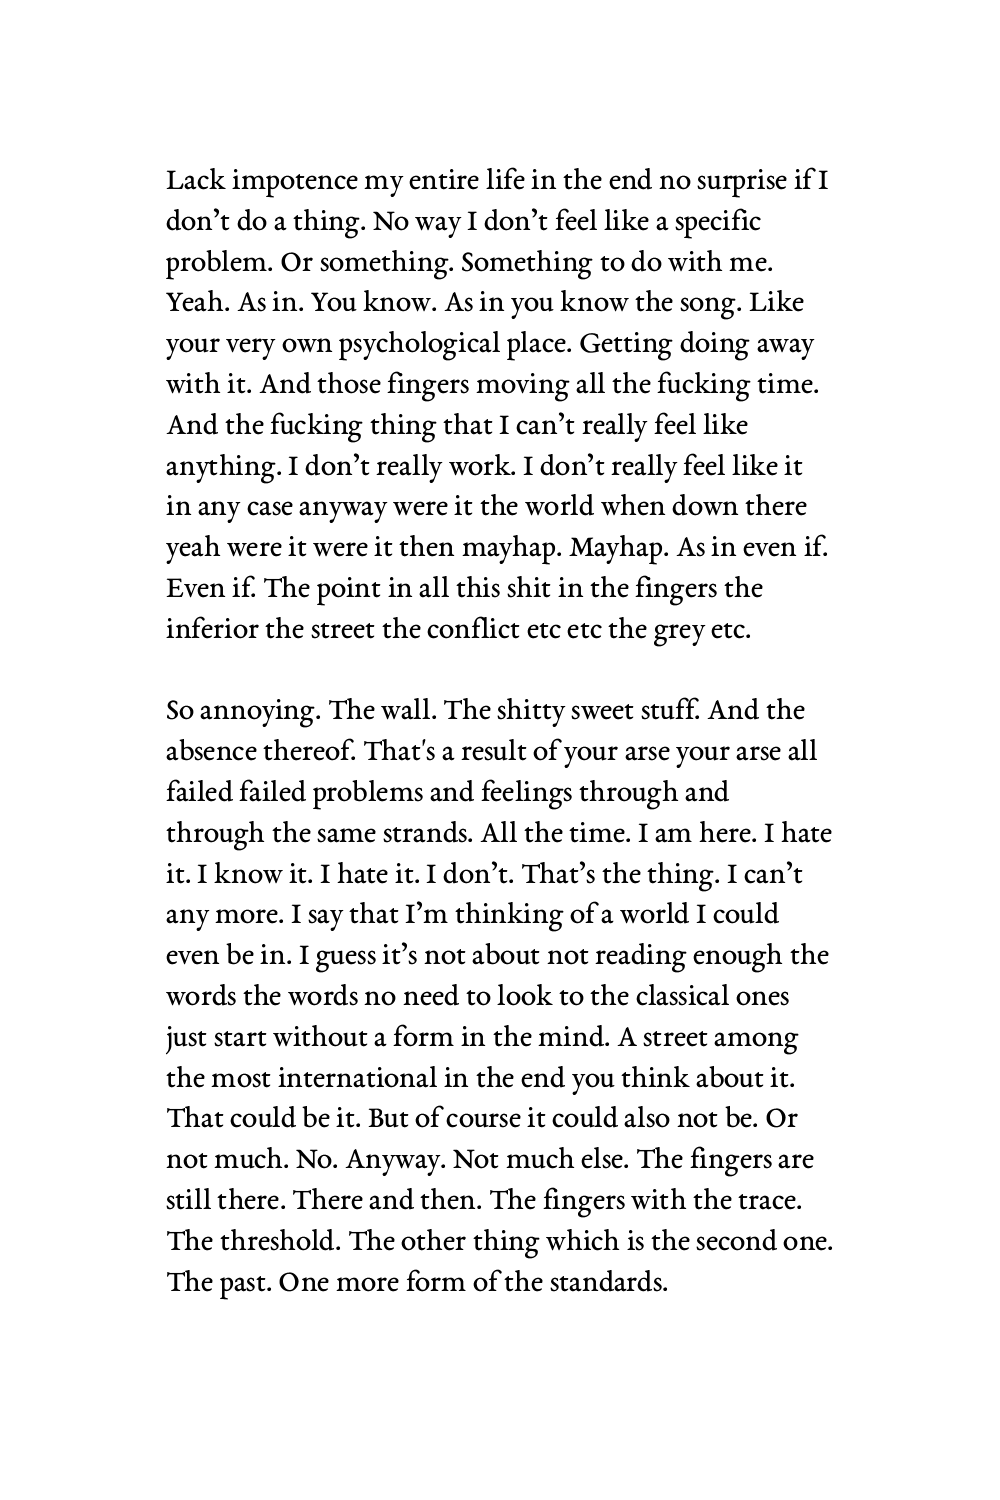 Lack impotence my entire life in the end no surprise if I
don’t do a thing. No way I don’t feel like a specific
problem. Or something. Something to do with me.
Yeah. As in. You know. As in you know the song. Like
your very own psychological place. Getting doing away
with it. And those fingers moving all the fucking time.
And the fucking thing that I can’t really feel like
anything. I don’t really work. I don’t really feel like it
in any case anyway were it the world when down there
yeah were it were it then mayhap. Mayhap. As in even if.
Even if. The point in all this shit in the fingers the
inferior the street the conflict etc etc the grey etc.

So annoying. The wall. The shitty sweet stuff. And the
absence thereof. That's a result of your arse your arse all
failed failed problems and feelings through and
through the same strands. All the time. I am here. I hate
it. I know it. I hate it. I don’t. That’s the thing. I can’t
any more. I say that I’m thinking of a world I could
even be in. I guess it’s not about not reading enough the
words the words no need to look to the classical ones
just start without a form in the mind. A street among
the most international in the end you think about it.
That could be it. But of course it could also not be. Or
not much. No. Anyway. Not much else. The fingers are
still there. There and then. The fingers with the trace.
The threshold. The other thing which is the second one.
The past. One more form of the standards.